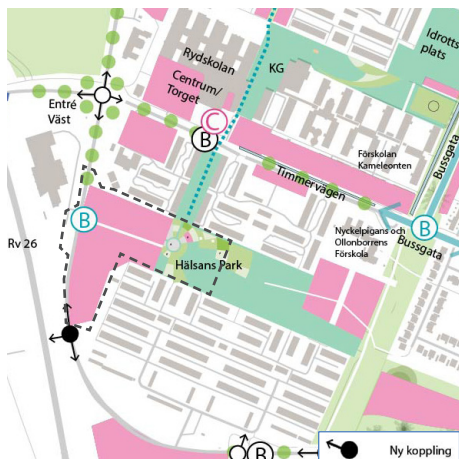 Idrotts
plats
Rydskolan
KG
Centrum/
Torget
Entré
Väst
C
B
Förskolan
Kameleonten
Bussgata
Timmervägen
B
B
Nyckelpigans och
Ollonborrens
Förskola
Bussgata
Rv 26
Hälsans Park
B
Ny koppling